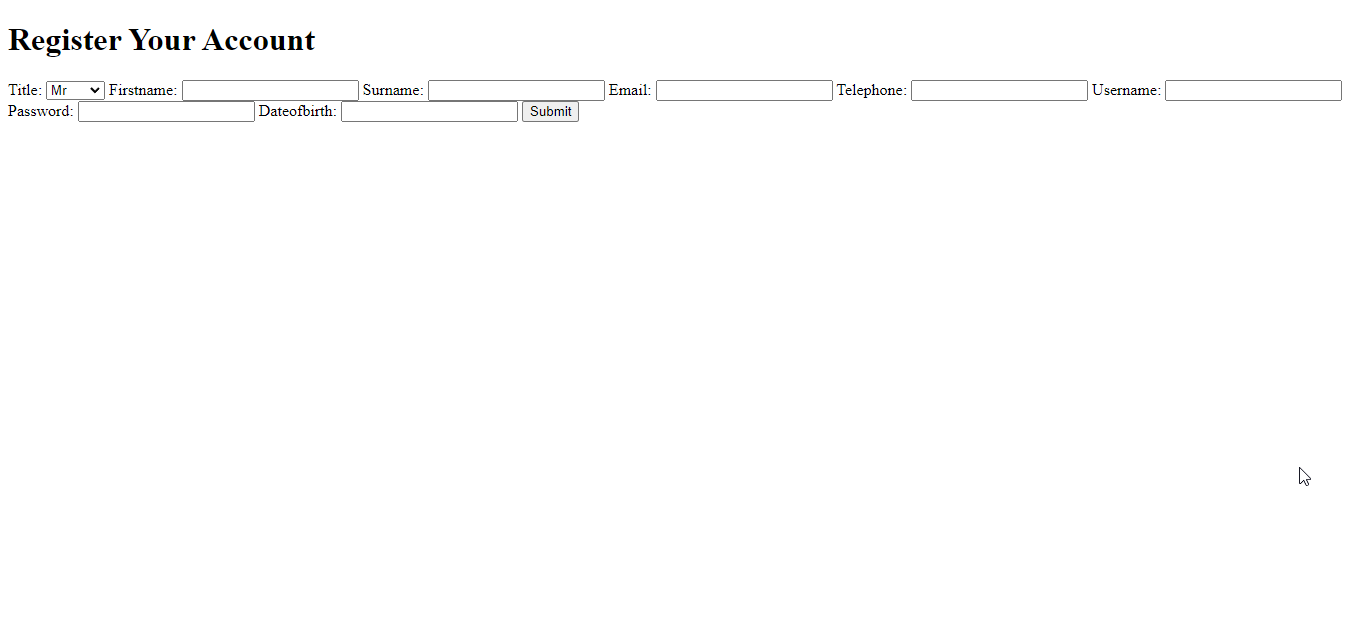 Register Your Account
Title: Mr Firstname: Surname: Email: Telephone: Username:
Password: Dateofbirth: Submit